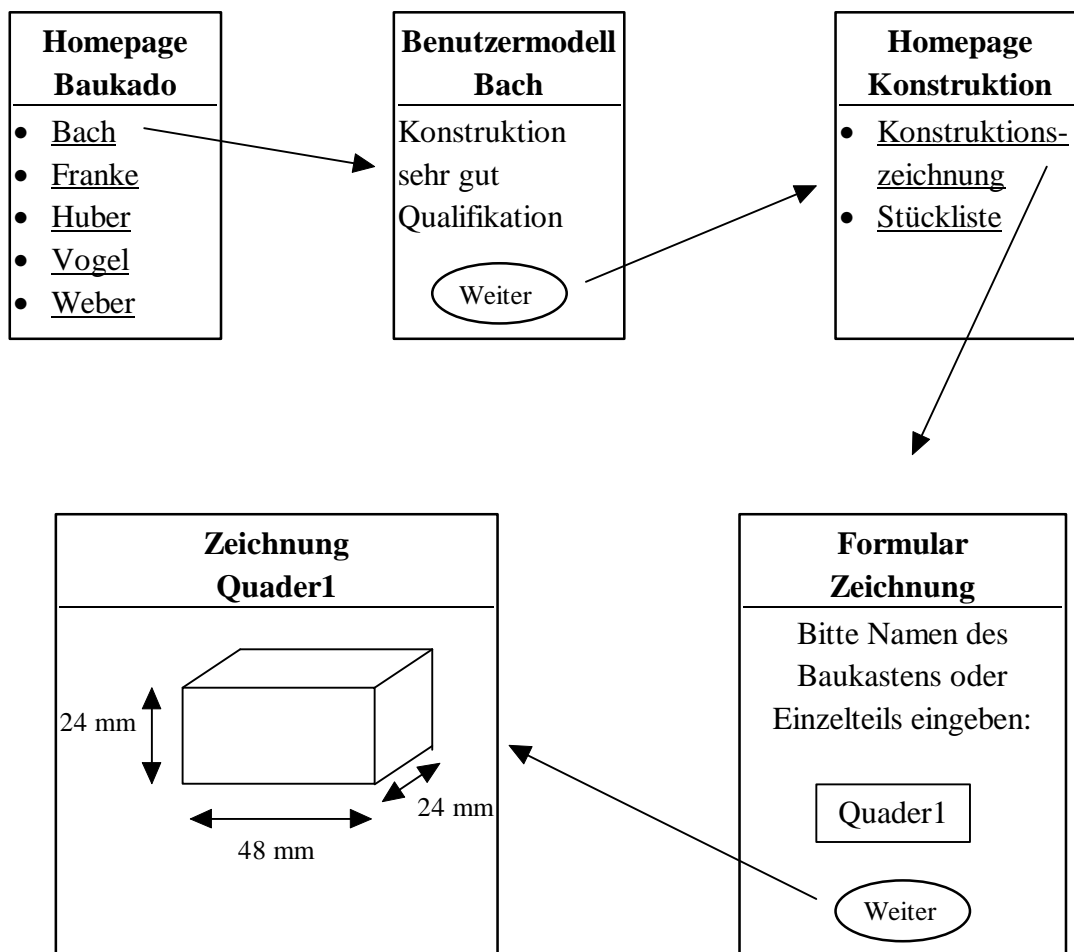 Homepage
Baukado
• Bach
• Franke
• Huber
• Vogel
• Weber
Benutzermodell
Bach
Konstruktion
sehr gut
Qualifikation
Weiter
Homepage
Konstruktion
• Konstruktions-
zeichnung
• Stückliste
Zeichnung
Quader1
24 mm
24 mm
48 mm
Formular
Zeichnung
Bitte Namen des
Baukastens oder
Einzelteils eingeben:
Quader1
Weiter